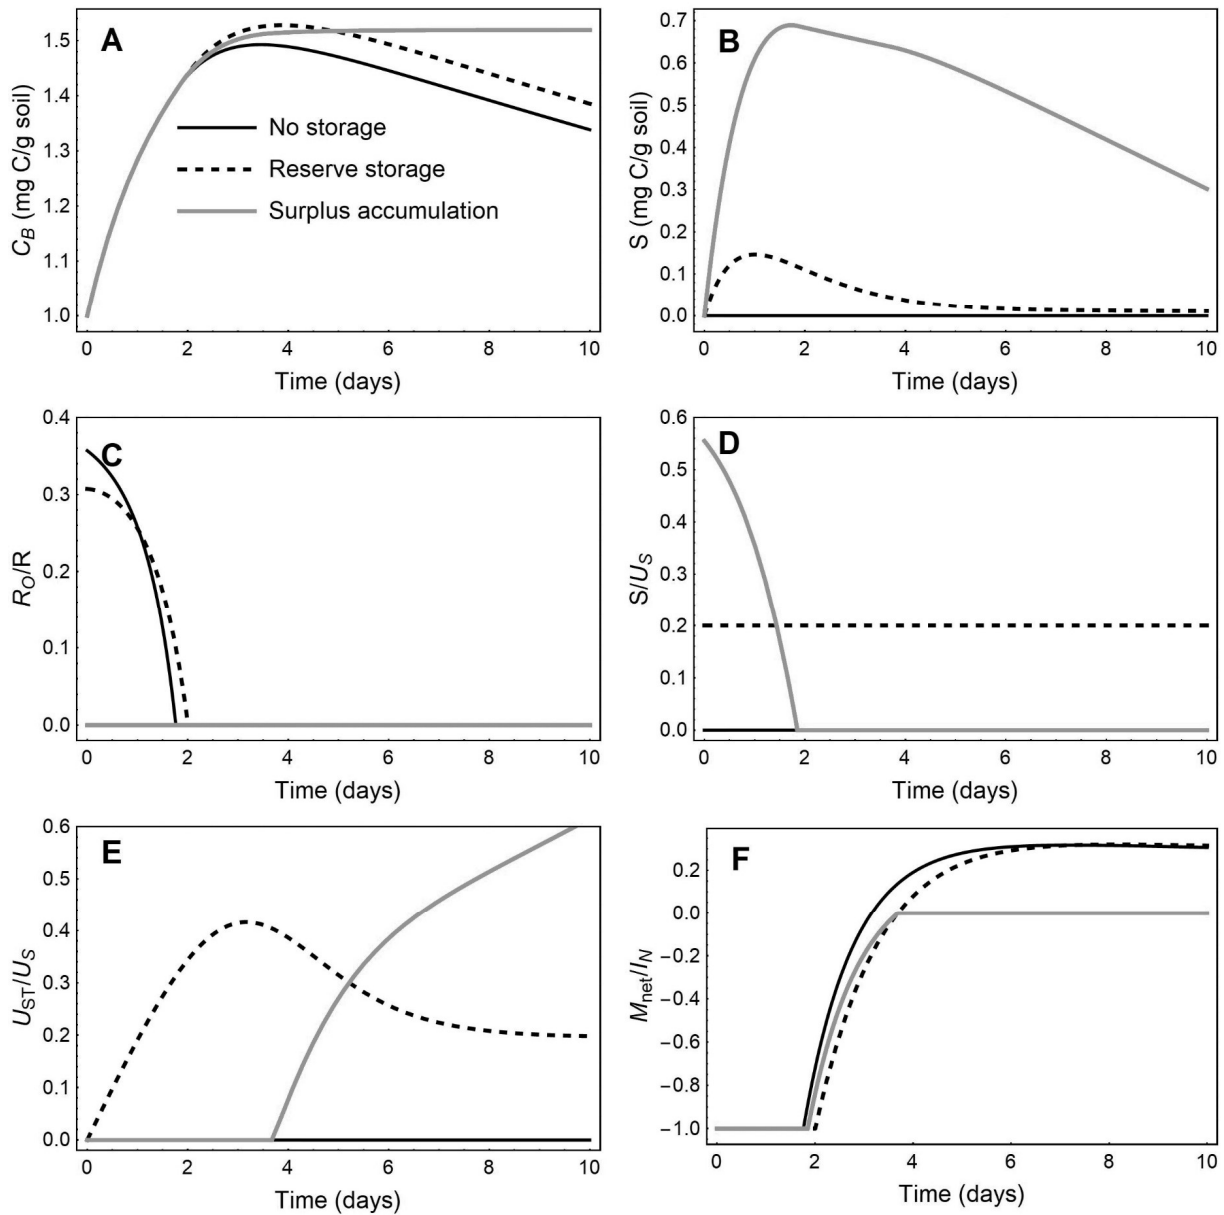 A
C_B (mg C/g soil)
1.5
1.4
1.3
1.2
1.1
1.0
No storage
Reserve storage
Surplus accumulation
0 2 4 6 8 10
Time (days)
B
S (mg C/g soil)
0.7
0.6
0.5
0.4
0.3
0.2
0.1
0.0
0 2 4 6 8 10
Time (days)
C
R_O/R
0.4
0.3
0.2
0.1
0.0
0 2 4 6 8 10
Time (days)
D
S/U_S
0.6
0.5
0.4
0.3
0.2
0.1
0.0
0 2 4 6 8 10
Time (days)
E
U_ST/U_S
0.6
0.5
0.4
0.3
0.2
0.1
0.0
0 2 4 6 8 10
Time (days)
F
M_net/I_N
0.2
0.0
−0.2
−0.4
−0.6
−0.8
−1.0
0 2 4 6 8 10
Time (days)